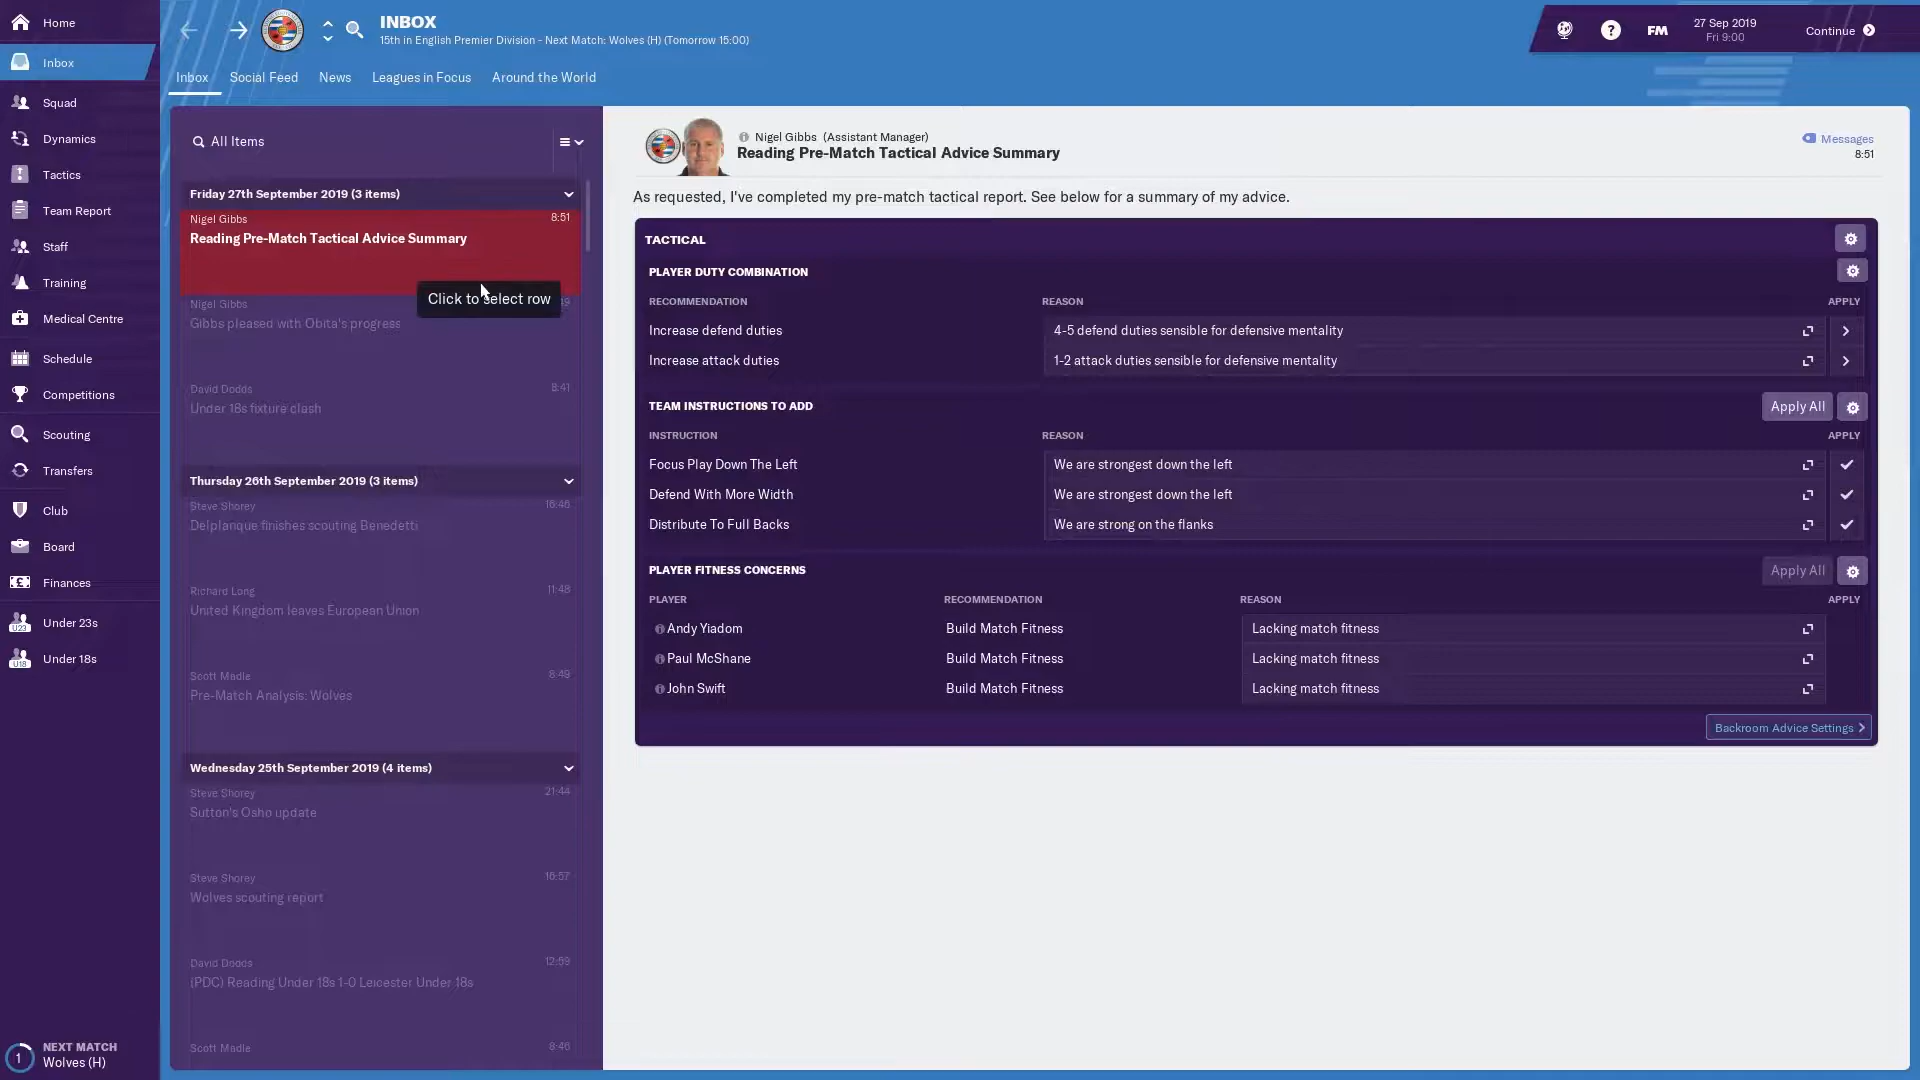 Home
Inbox
Squad
Dynamics
Tactics
Team Report
Staff
Training
Medical Centre
Schedule
Competitions
Scouting
Transfers
Club
Board
Finances
U23
Under 23s
U18
Under 18s
1
NEXT MATCH
Wolves (H)
INBOX
15th in English Premier Division - Next Match: Wolves (H) (Tomorrow 15:00)
FM
27 Sep 2019
Fri 9:00
Continue
Inbox Social Feed News Leagues in Focus Around the World
All Items
Friday 27th September 2019 (3 items)
Nigel Gibbs 8:51
Reading Pre-Match Tactical Advice Summary
Click to select row
Nigel Gibbs
Gibbs pleased with Obita's progress
David Dodds 8:41
Under 18s fixture clash
Thursday 26th September 2019 (3 items)
Steve Shorey 16:46
Delplanque finishes scouting Benedetti
Richard Long 11:48
United Kingdom leaves European Union
Scott Madle 8:49
Pre-Match Analysis: Wolves
Wednesday 25th September 2019 (4 items)
Steve Shorey 21:44
Sutton's Osho update
Steve Shorey 16:57
Wolves scouting report
David Dodds 12:59
(PDC) Reading Under 18s 1-0 Leicester Under 18s
Scott Madle 8:46
Nigel Gibbs (Assistant Manager)
Reading Pre-Match Tactical Advice Summary
Messages
8:51
As requested, I've completed my pre-match tactical report. See below for a summary of my advice.
TACTICAL
PLAYER DUTY COMBINATION
RECOMMENDATION REASON APPLY
Increase defend duties 4-5 defend duties sensible for defensive mentality
Increase attack duties 1-2 attack duties sensible for defensive mentality
TEAM INSTRUCTIONS TO ADD Apply All
INSTRUCTION REASON APPLY
Focus Play Down The Left We are strongest down the left
Defend With More Width We are strongest down the left
Distribute To Full Backs We are strong on the flanks
PLAYER FITNESS CONCERNS Apply All
PLAYER RECOMMENDATION REASON APPLY
Andy Yiadom Build Match Fitness Lacking match fitness
Paul McShane Build Match Fitness Lacking match fitness
John Swift Build Match Fitness Lacking match fitness
Backroom Advice Settings